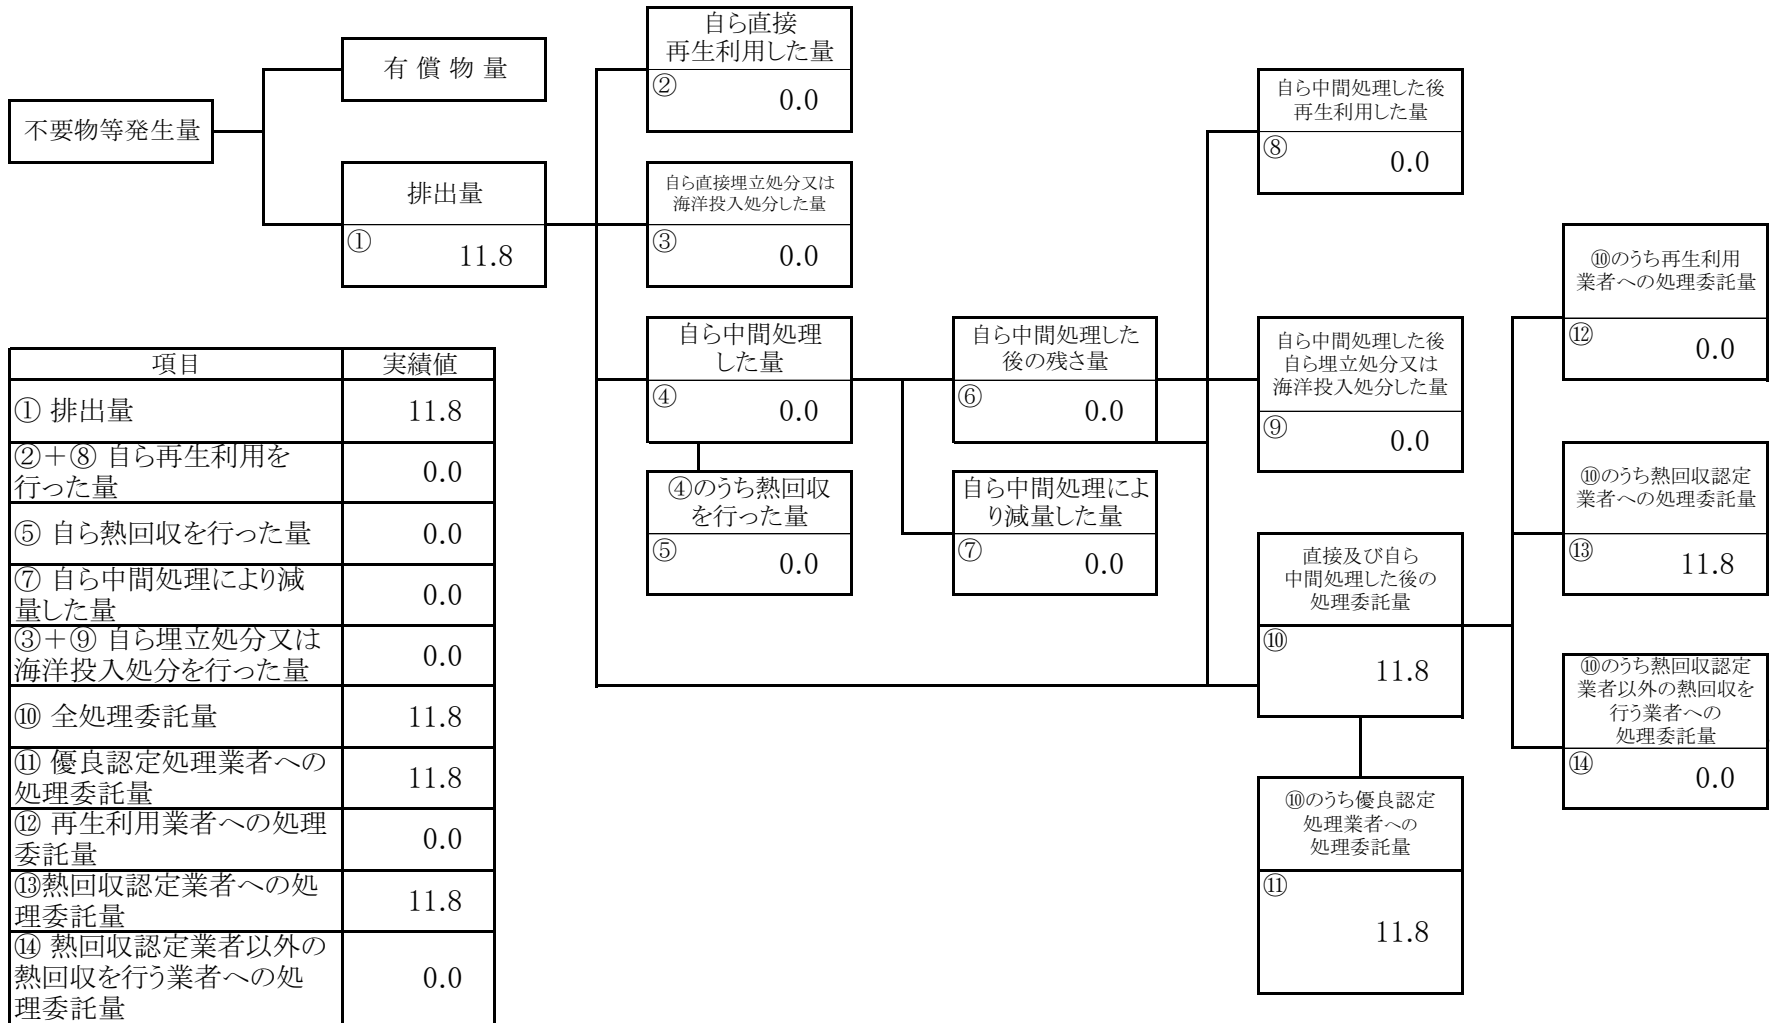 不要物等発生量
有 償 物 量
排出量
①
11.8
自ら直接
再生利用した量
②
0.0
自ら直接埋立処分又は
海洋投入処分した量
③
0.0
自ら中間処理
した量
④
0.0
④のうち熱回収
を行った量
⑤
0.0
自ら中間処理した
後の残さ量
⑥
0.0
自ら中間処理によ
り減量した量
⑦
0.0
自ら中間処理した後
再生利用した量
⑧
0.0
自ら中間処理した後
自ら埋立処分又は
海洋投入処分した量
⑨
0.0
直接及び自ら
中間処理した後の
処理委託量
⑩
11.8
⑩のうち優良認定
処理業者への
処理委託量
⑪
11.8
⑩のうち再生利用
業者への処理委託量
⑫
0.0
⑩のうち熱回収認定
業者への処理委託量
⑬
11.8
⑩のうち熱回収認定
業者以外の熱回収を
行う業者への
処理委託量
⑭
0.0
項目 実績値
① 排出量 11.8
②＋⑧ 自ら再生利用を
行った量 0.0
⑤ 自ら熱回収を行った量 0.0
⑦ 自ら中間処理により減
量した量 0.0
③＋⑨ 自ら埋立処分又は
海洋投入処分を行った量 0.0
⑩ 全処理委託量 11.8
⑪ 優良認定処理業者への
処理委託量 11.8
⑫ 再生利用業者への処理
委託量 0.0
⑬熱回収認定業者への処
理委託量 11.8
⑭ 熱回収認定業者以外の
熱回収を行う業者への処
理委託量 0.0